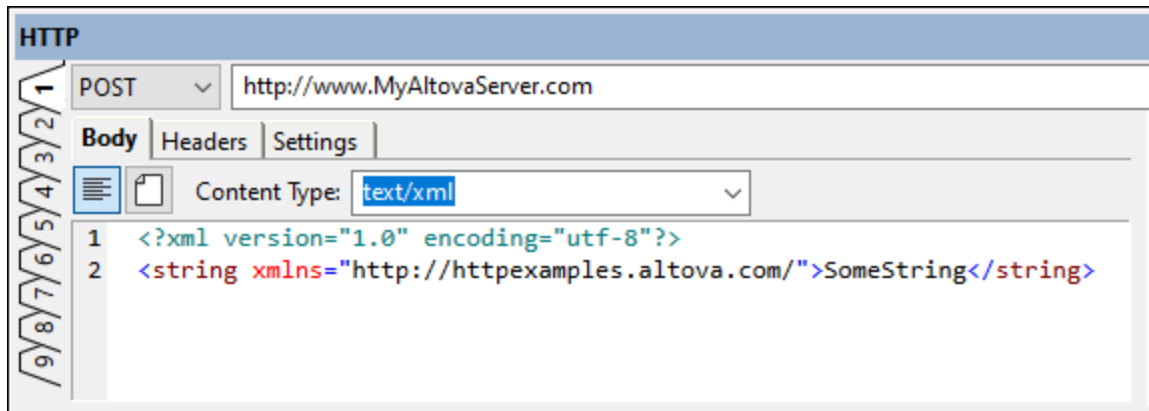 HTTP
POST http://www.MyAltovaServer.com
Body Headers Settings
Content Type: text/xml
1 <?xml version="1.0" encoding="utf-8"?>
2 <string xmlns="http://httpexamples.altova.com/">SomeString</string>
1
2
3
4
5
6
7
8
9